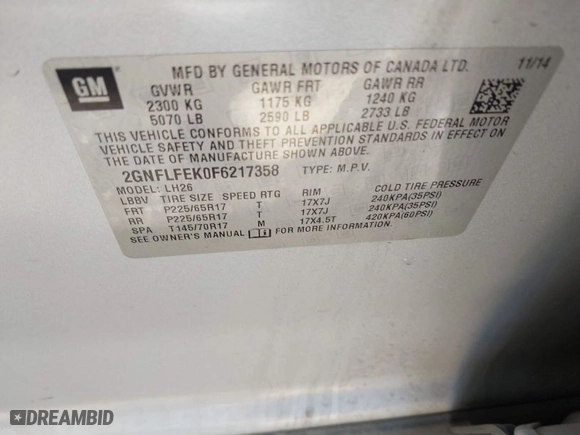 GM
MFD BY GENERAL MOTORS OF CANADA LTD. 11/14
GVWR GAWR FRT GAWR RR
2300 KG 1175 KG 1240 KG
5070 LB 2590 LB 2733 LB
THIS VEHICLE CONFORMS TO ALL APPLICABLE U.S.
FEDERAL MOTOR VEHICLE SAFETY, BUMPER, AND
THEFT PREVENTION STANDARDS IN EFFECT ON THE
DATE OF MANUFACTURE SHOWN ABOVE.
2GNFLFEK0F6217358 TYPE: M.P.V.
MODEL: LH26
LBBV TIRE SIZE SPEED RTG RIM COLD TIRE PRESSURE
FRT P225/65R17 T 17X7J 240KPA(35PSI)
RR P225/65R17 T 17X7J 240KPA(35PSI)
SPA T145/70R17 M 17X4.5T 420KPA(60PSI)
SEE OWNER'S MANUAL FOR MORE INFORMATION.
DREAMBID